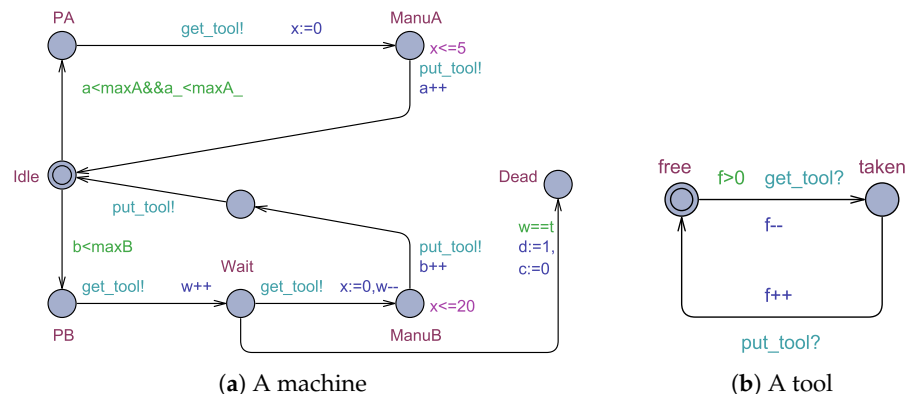 PA
ManuA
get_tool! x:=0
x<=5
put_tool!
a++
a<maxA&&a_<maxA_
Idle
put_tool!
Dead
b<maxB
w==t
d:=1,
c:=0
put_tool!
b++
Wait
get_tool! w++ get_tool! x:=0,w--
x<=20
PB
ManuB
(a) A machine
free
taken
f>0 get_tool?
f--
f++
put_tool?
(b) A tool